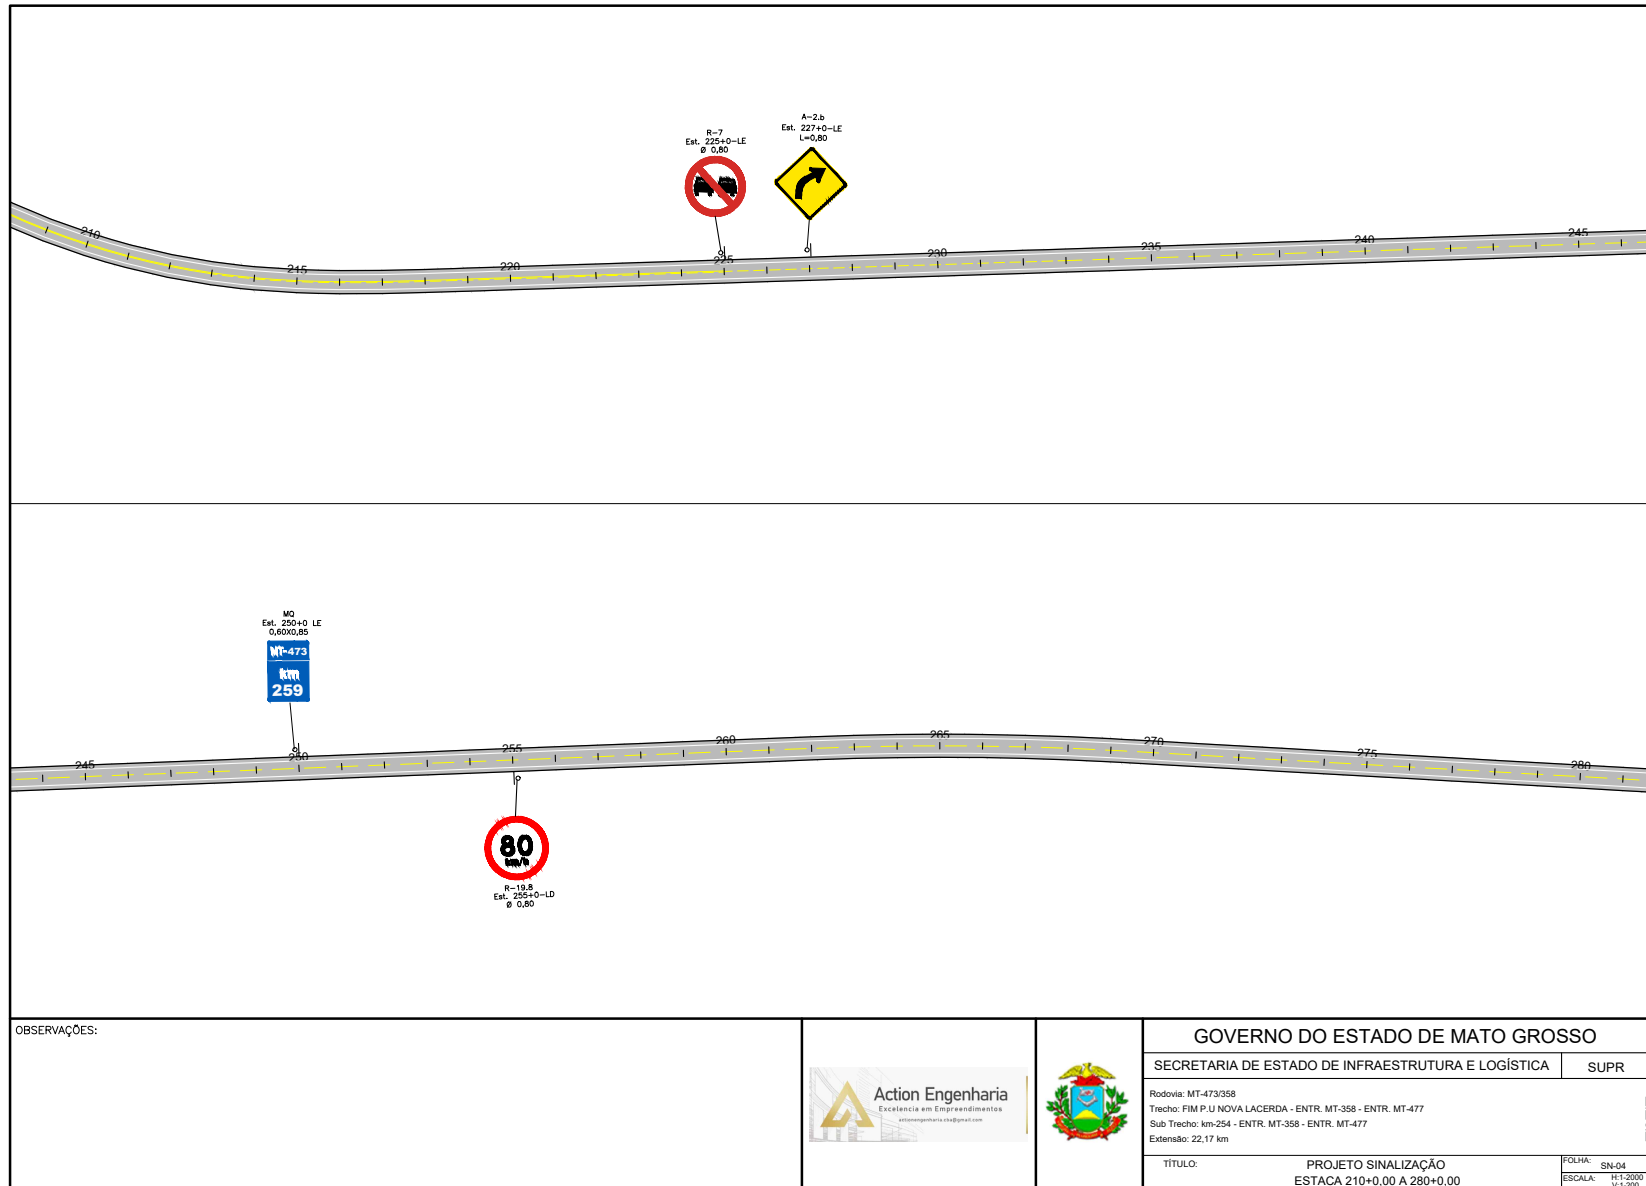 R-7
Est. 225+0-LE
Ø 0,80
A-2.b
Est. 227+0-LE
L=0,80
210
215
220
225
230
235
240
245
MQ
Est. 250+0 LE
0,60X0,85
MT-473
km
259
245
250
255
260
265
270
275
280
80
km/h
R-19.8
Est. 255+0-LD
Ø 0,80
OBSERVAÇÕES:
Action Engenharia
Excelencia em Empreendimentos
actionengenharia.cba@gmail.com
GOVERNO DO ESTADO DE MATO GROSSO
SECRETARIA DE ESTADO DE INFRAESTRUTURA E LOGÍSTICA
SUPR
Rodovia: MT-473/358
Trecho: FIM P.U NOVA LACERDA - ENTR. MT-358 - ENTR. MT-477
Sub Trecho: km-254 - ENTR. MT-358 - ENTR. MT-477
Extensão: 22,17 km
TÍTULO:
PROJETO SINALIZAÇÃO
ESTACA 210+0,00 A 280+0,00
FOLHA: SN-04
ESCALA: H:1-2000
V:1-200